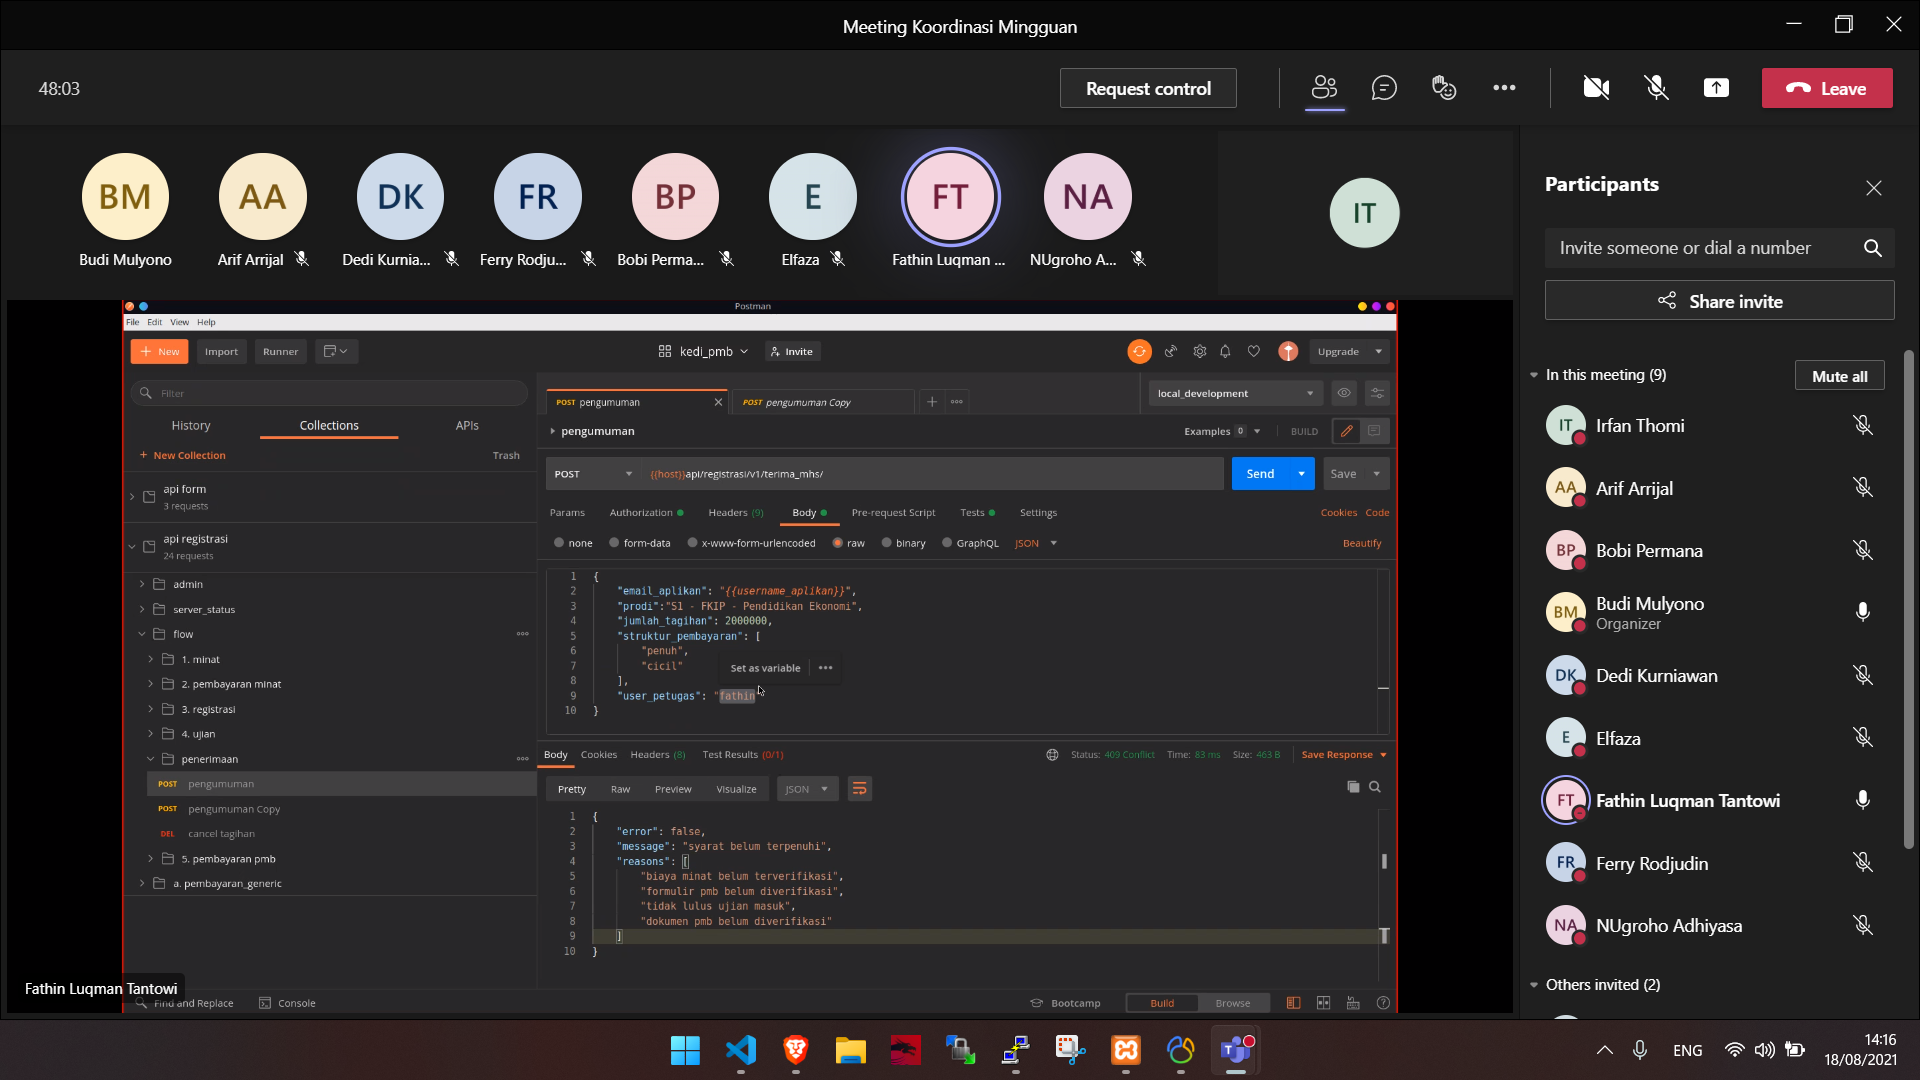 Meeting Koordinasi Mingguan
48:03
Request control
Leave
BM
AA
DK
FR
BP
E
FT
NA
IT
Budi Mulyono
Arif Arrijal
Dedi Kurnia...
Ferry Rodju...
Bobi Perma...
Elfaza
Fathin Luqman ...
NUgroho A...
Participants
Invite someone or dial a number
Share invite
In this meeting (9)
Mute all
IT Irfan Thomi
AA Arif Arrijal
BP Bobi Permana
BM Budi Mulyono
Organizer
DK Dedi Kurniawan
E Elfaza
FT Fathin Luqman Tantowi
FR Ferry Rodjudin
NA NUgroho Adhiyasa
Others invited (2)
Postman
File Edit View Help
+ New
Import
Runner
kedi_pmb
Invite
Upgrade
Filter
History
Collections
APIs
+ New Collection
Trash
api form
3 requests
api registrasi
24 requests
admin
server_status
flow
1. minat
2. pembayaran minat
3. registrasi
4. ujian
penerimaan
POST pengumuman
POST pengumuman Copy
DEL cancel tagihan
5. pembayaran pmb
a. pembayaran_generic
POST pengumuman
POST pengumuman Copy
local_development
pengumuman
Examples 0
BUILD
POST
{{host}}api/registrasi/v1/terima_mhs/
Send
Save
Params
Authorization
Headers (9)
Body
Pre-request Script
Tests
Settings
Cookies
Code
none
form-data
x-www-form-urlencoded
raw
binary
GraphQL
JSON
Beautify
1 {
2 "email_aplikan": "{{username_aplikan}}",
3 "prodi":"S1 - FKIP - Pendidikan Ekonomi",
4 "jumlah_tagihan": 2000000,
5 "struktur_pembayaran": [
6 "penuh",
7 "cicil"
8 ],
9 "user_petugas": "fathin
10 }
Set as variable
Body
Cookies
Headers (8)
Test Results (0/1)
Status: 409 Conflict
Time: 83 ms
Size: 463 B
Save Response
Pretty
Raw
Preview
Visualize
JSON
1 {
2 "error": false,
3 "message": "syarat belum terpenuhi",
4 "reasons": [
5 "biaya minat belum terverifikasi",
6 "formulir pmb belum diverifikasi",
7 "tidak lulus ujian masuk",
8 "dokumen pmb belum diverifikasi"
9 ]
10 }
Fathin Luqman Tantowi
Find and Replace
Console
Bootcamp
Build
Browse
ENG
14:16
18/08/2021